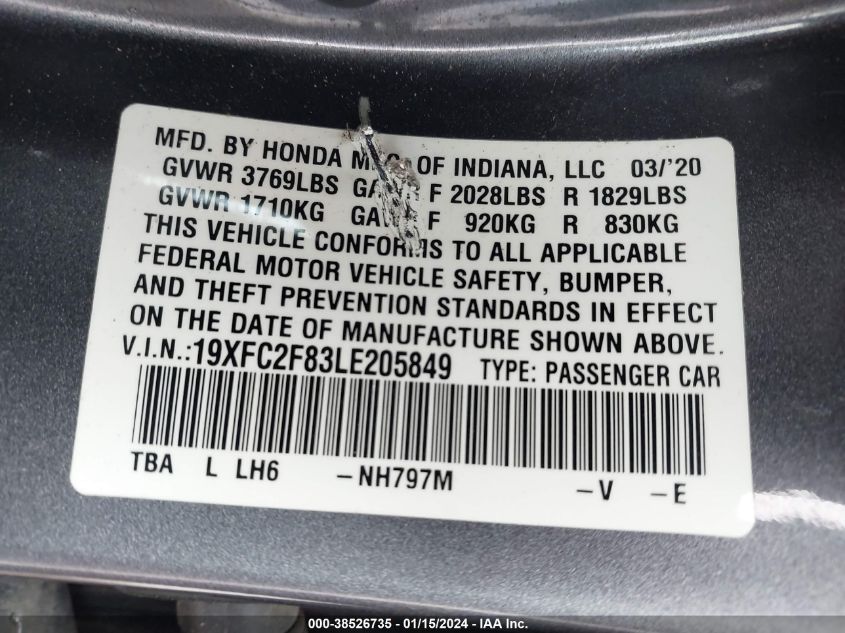 MFD. BY HONDA OF INDIANA, LLC 03/'20
GVWR 3769LBS F 2028LBS R 1829LBS
GVWR 1710KG F 920KG R 830KG
THIS VEHICLE CONFORMS TO ALL APPLICABLE
FEDERAL MOTOR VEHICLE SAFETY, BUMPER,
AND THEFT PREVENTION STANDARDS IN EFFECT
ON THE DATE OF MANUFACTURE SHOWN ABOVE.
V.I.N.:19XFC2F83LE205849 TYPE: PASSENGER CAR
TBA L LH6 -NH797M -V -E
000-38526735 - 01/15/2024 - IAA Inc.